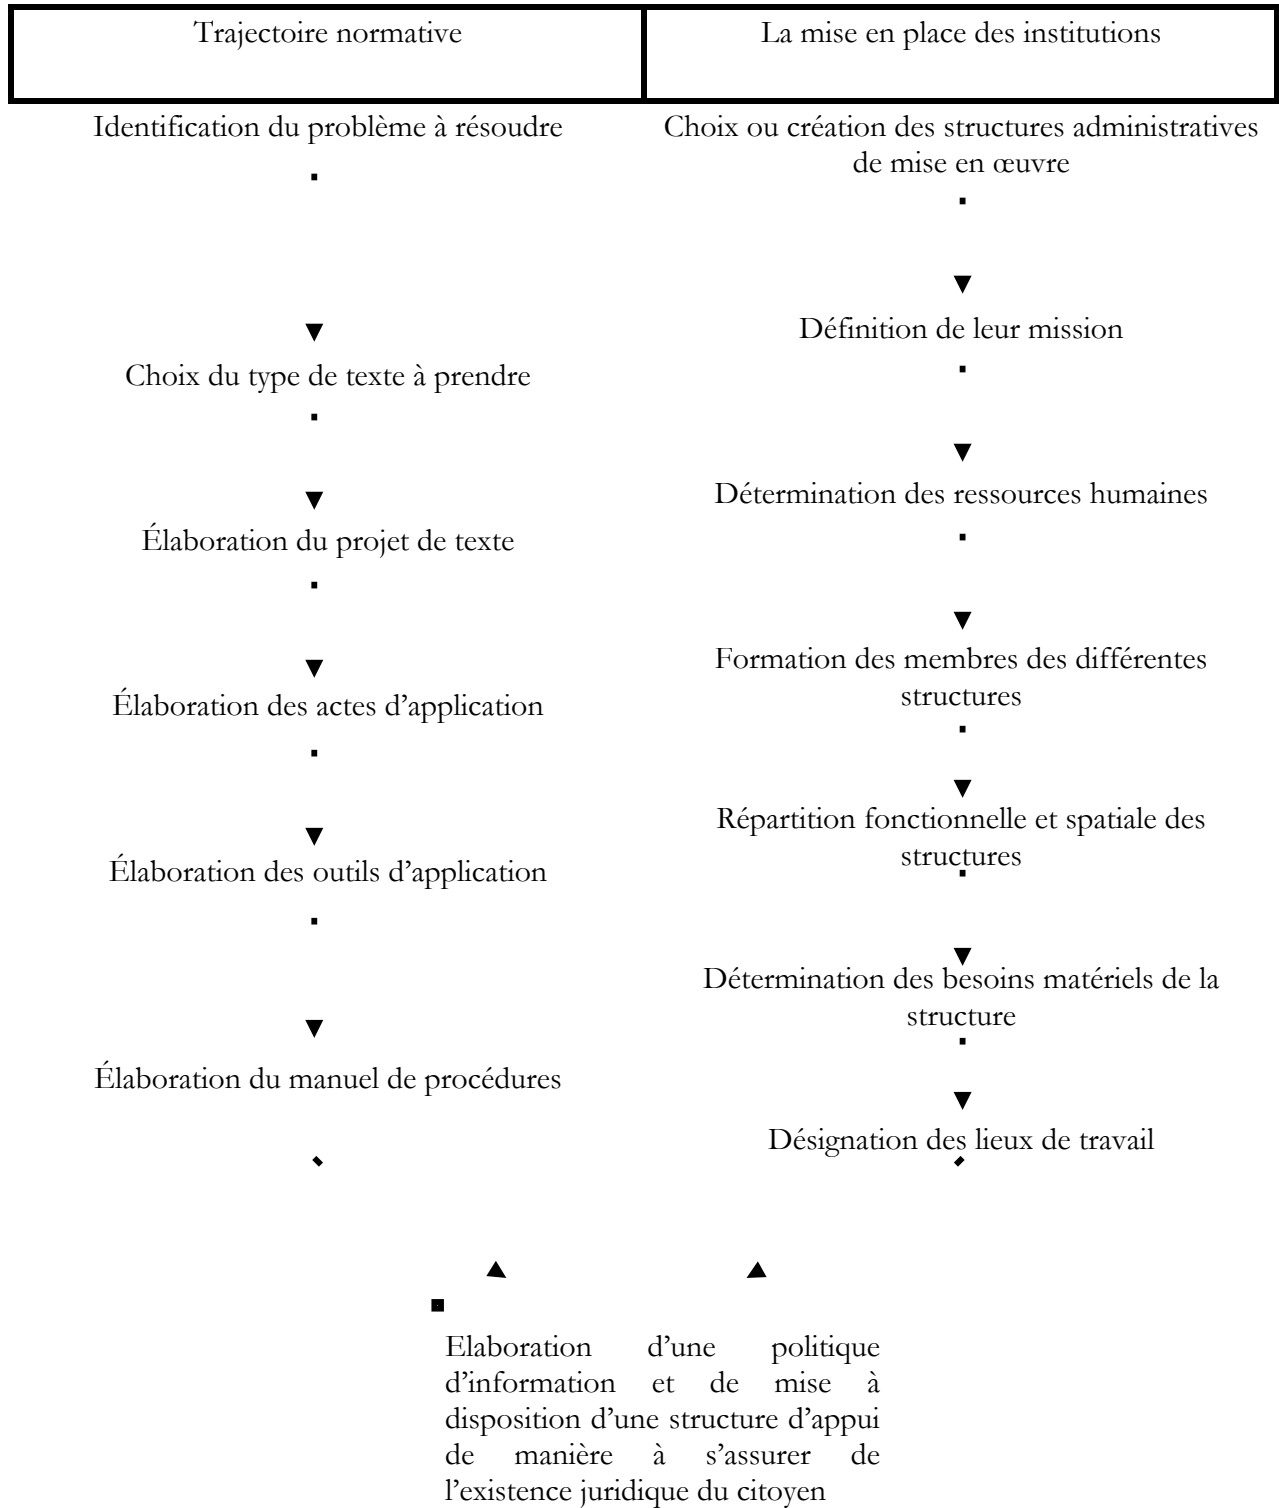 Trajectoire normative
La mise en place des institutions
Identification du problème à résoudre
Choix du type de texte à prendre
Élaboration du projet de texte
Élaboration des actes d’application
Élaboration des outils d’application
Élaboration du manuel de procédures
Choix ou création des structures administratives
de mise en œuvre
Définition de leur mission
Détermination des ressources humaines
Formation des membres des différentes
structures
Répartition fonctionnelle et spatiale des
structures
Détermination des besoins matériels de la
structure
Désignation des lieux de travail
Elaboration d’une politique
d’information et de mise à
disposition d’une structure d’appui
de manière à s’assurer de
l’existence juridique du citoyen